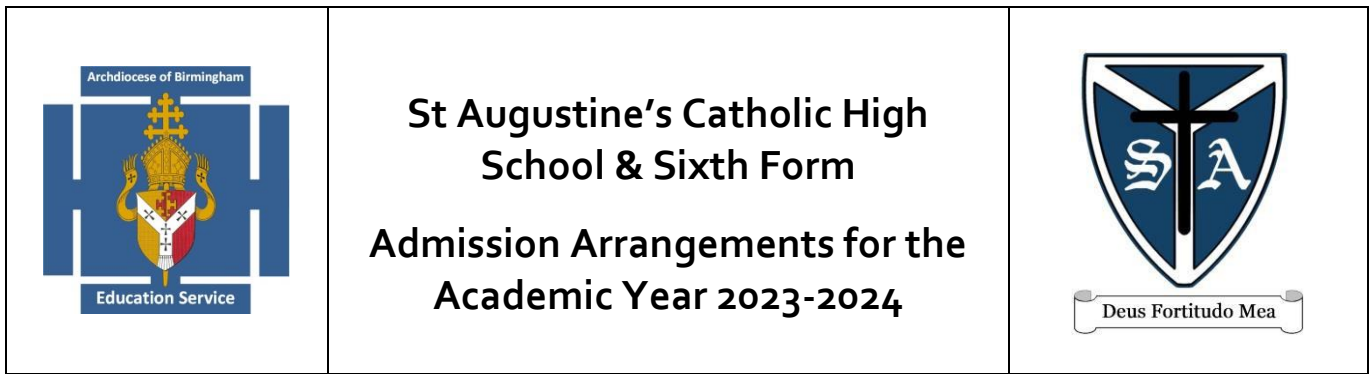 Archdiocese of Birmingham
Education Service
St Augustine’s Catholic High
School & Sixth Form
Admission Arrangements for the
Academic Year 2023-2024
S A
Deus Fortitudo Mea